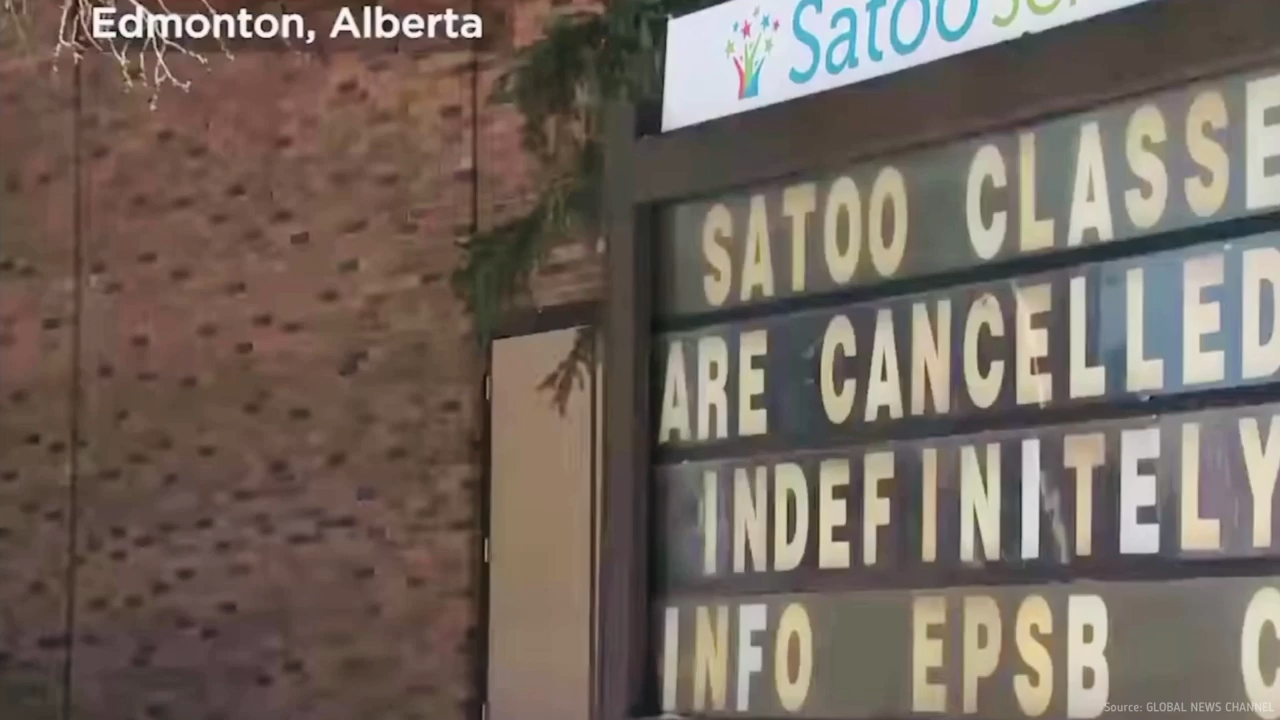 Edmonton, Alberta
Satoo
SATOO CLASSE
ARE CANCELLED
INDEFINITELY
INFO EPSB C
Source: GLOBAL NEWS CHANNEL